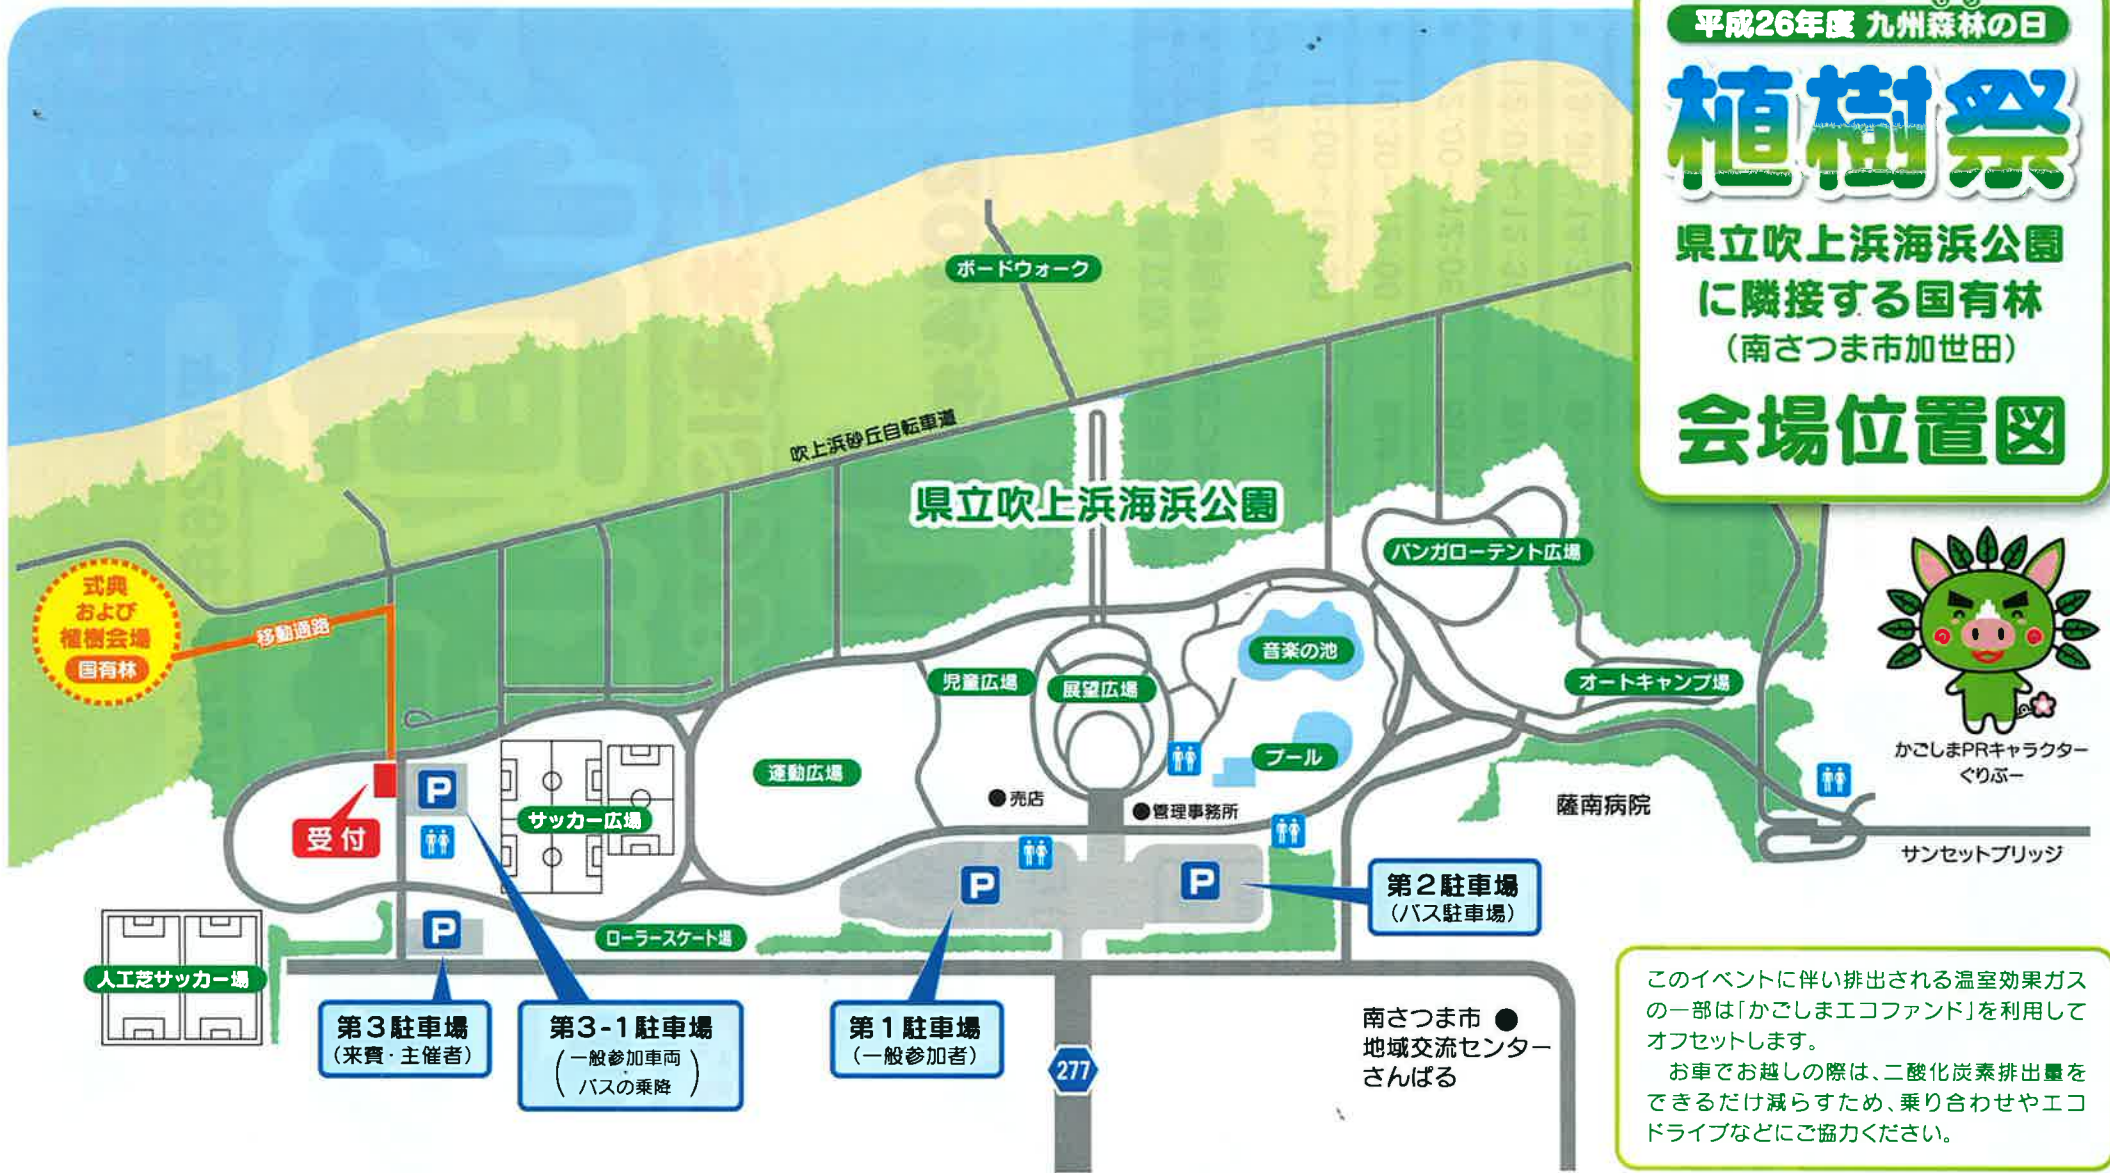 平成26年度 九州森林の日
もり
植樹祭
県立吹上浜海浜公園
に隣接する国有林
(南さつま市加世田)
会場位置図
ボードウォーク
吹上浜砂丘自転車道
県立吹上浜海浜公園
バンガローテント広場
式典
および
植樹会場
国有林
移動通路
音楽の池
児童広場
展望広場
オートキャンプ場
かごしまPRキャラクター
ぐりぶー
運動広場
プール
P
サッカー広場
●売店
●管理事務所
薩南病院
受付
サンセットブリッジ
P
P
第2駐車場
(バス駐車場)
P
ローラースケート場
人工芝サッカー場
第3駐車場
(来賓・主催者)
第3-1駐車場
(一般参加車両
バスの乗降)
第1駐車場
(一般参加者)
277
南さつま市 ●
地域交流センター
さんぱる
このイベントに伴い排出される温室効果ガス
の一部は「かごしまエコファンド」を利用して
オフセットします。
お車でお越しの際は、二酸化炭素排出量を
できるだけ減らすため、乗り合わせやエコ
ドライブなどにご協力ください。